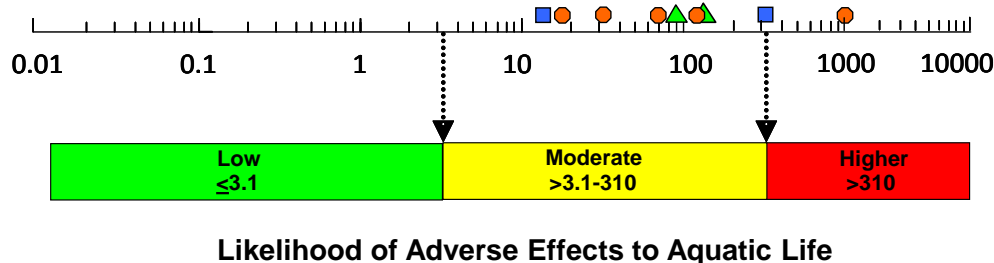 0.01 0.1 1 10 100 1000 10000
Low Moderate Higher
≤3.1 >3.1-310 >310
Likelihood of Adverse Effects to Aquatic Life